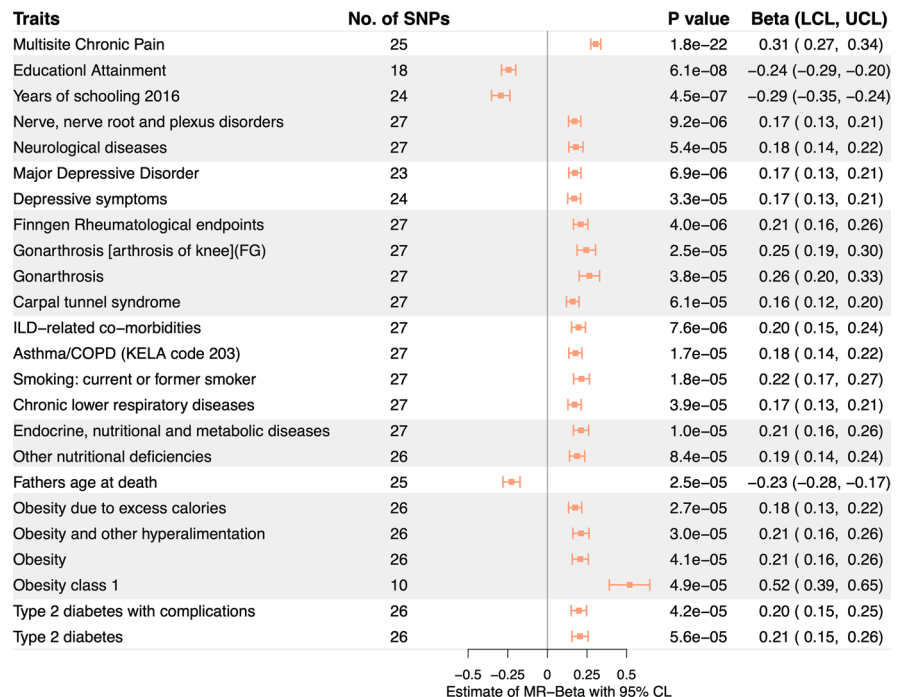 Traits No. of SNPs P value Beta (LCL, UCL)
Multisite Chronic Pain 25 1.8e−22 0.31 ( 0.27, 0.34)
Educationl Attainment 18 6.1e−08 −0.24 (−0.29, −0.20)
Years of schooling 2016 24 4.5e−07 −0.29 (−0.35, −0.24)
Nerve, nerve root and plexus disorders 27 9.2e−06 0.17 ( 0.13, 0.21)
Neurological diseases 27 5.4e−05 0.18 ( 0.14, 0.22)
Major Depressive Disorder 23 6.9e−06 0.17 ( 0.13, 0.21)
Depressive symptoms 24 3.3e−05 0.17 ( 0.13, 0.21)
Finngen Rheumatological endpoints 27 4.0e−06 0.21 ( 0.16, 0.26)
Gonarthrosis [arthrosis of knee](FG) 27 2.5e−05 0.25 ( 0.19, 0.30)
Gonarthrosis 27 3.8e−05 0.26 ( 0.20, 0.33)
Carpal tunnel syndrome 27 6.1e−05 0.16 ( 0.12, 0.20)
ILD−related co−morbidities 27 7.6e−06 0.20 ( 0.15, 0.24)
Asthma/COPD (KELA code 203) 27 1.7e−05 0.18 ( 0.14, 0.22)
Smoking: current or former smoker 27 1.8e−05 0.22 ( 0.17, 0.27)
Chronic lower respiratory diseases 27 3.9e−05 0.17 ( 0.13, 0.21)
Endocrine, nutritional and metabolic diseases 27 1.0e−05 0.21 ( 0.16, 0.26)
Other nutritional deficiencies 26 8.4e−05 0.19 ( 0.14, 0.24)
Fathers age at death 25 2.5e−05 −0.23 (−0.28, −0.17)
Obesity due to excess calories 26 2.7e−05 0.18 ( 0.13, 0.22)
Obesity and other hyperalimentation 26 3.0e−05 0.21 ( 0.16, 0.26)
Obesity 26 4.1e−05 0.21 ( 0.16, 0.26)
Obesity class 1 10 4.9e−05 0.52 ( 0.39, 0.65)
Type 2 diabetes with complications 26 4.2e−05 0.20 ( 0.15, 0.25)
Type 2 diabetes 26 5.6e−05 0.21 ( 0.15, 0.26)
−0.5 −0.25 0 0.25 0.5
Estimate of MR−Beta with 95% CL